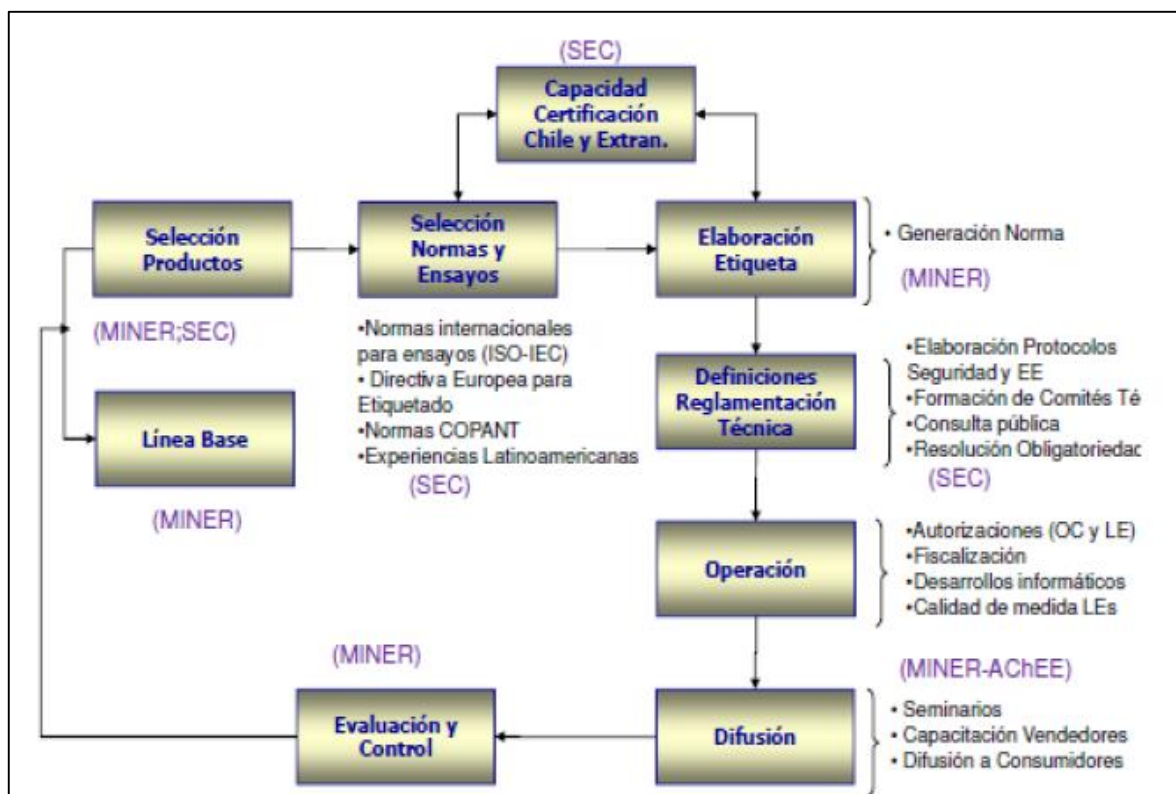 (SEC)
Capacidad
Certificación
Chile y Extran.
Selección
Productos
(MINER;SEC)
Selección
Normas y
Ensayos
•Normas internacionales
para ensayos (ISO-IEC)
• Directiva Europea para
Etiquetado
•Normas COPANT
•Experiencias Latinoamericanas
(SEC)
Elaboración
Etiqueta
• Generación Norma
(MINER)
Línea Base
(MINER)
Definiciones
Reglamentación
Técnica
•Elaboración Protocolos
Seguridad y EE
•Formación de Comités Té
•Consulta pública
•Resolución Obligatoriedad
(SEC)
Operación
•Autorizaciones (OC y LE)
•Fiscalización
•Desarrollos informáticos
•Calidad de medida LEs
(MINER)
Evaluación y
Control
Difusión
(MINER-AChEE)
• Seminarios
• Capacitación Vendedores
• Difusión a Consumidores